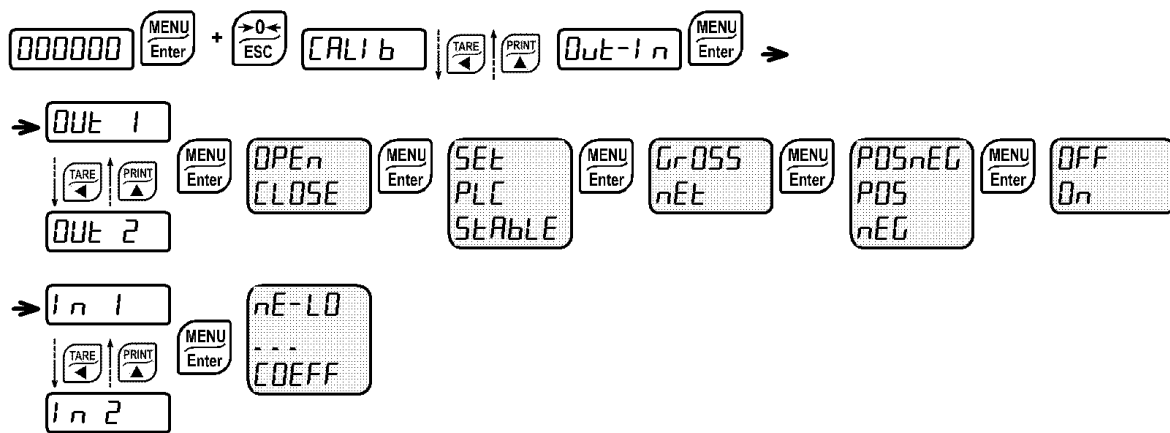 000000 MENU Enter + →0← ESC CALIb TARE PRINT Out-In MENU Enter
OUt 1
TARE PRINT
OUt 2
MENU Enter
OPEn
CLOSE
MENU Enter
SEt
PLC
StAbLE
MENU Enter
GrOSS
nEt
MENU Enter
POSnEG
POS
nEG
MENU Enter
OFF
On
In 1
TARE PRINT
In 2
MENU Enter
nE-LO
---
COEFF